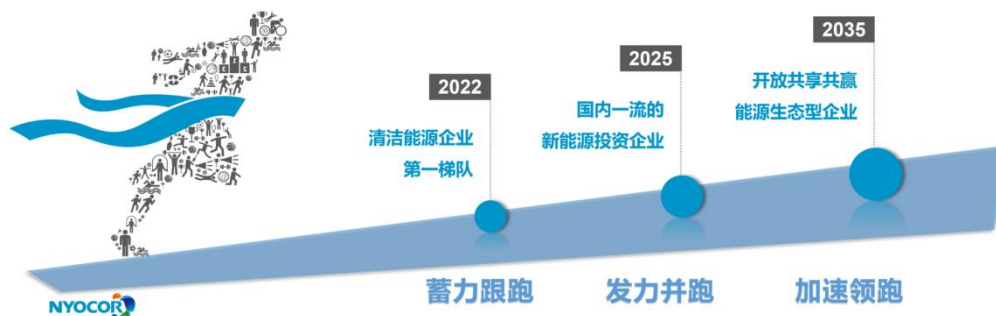 2022
清洁能源企业
第一梯队
2025
国内一流的
新能源投资企业
2035
开放共享共赢
能源生态型企业
蓄力跟跑
发力并跑
加速领跑
NYOCOR